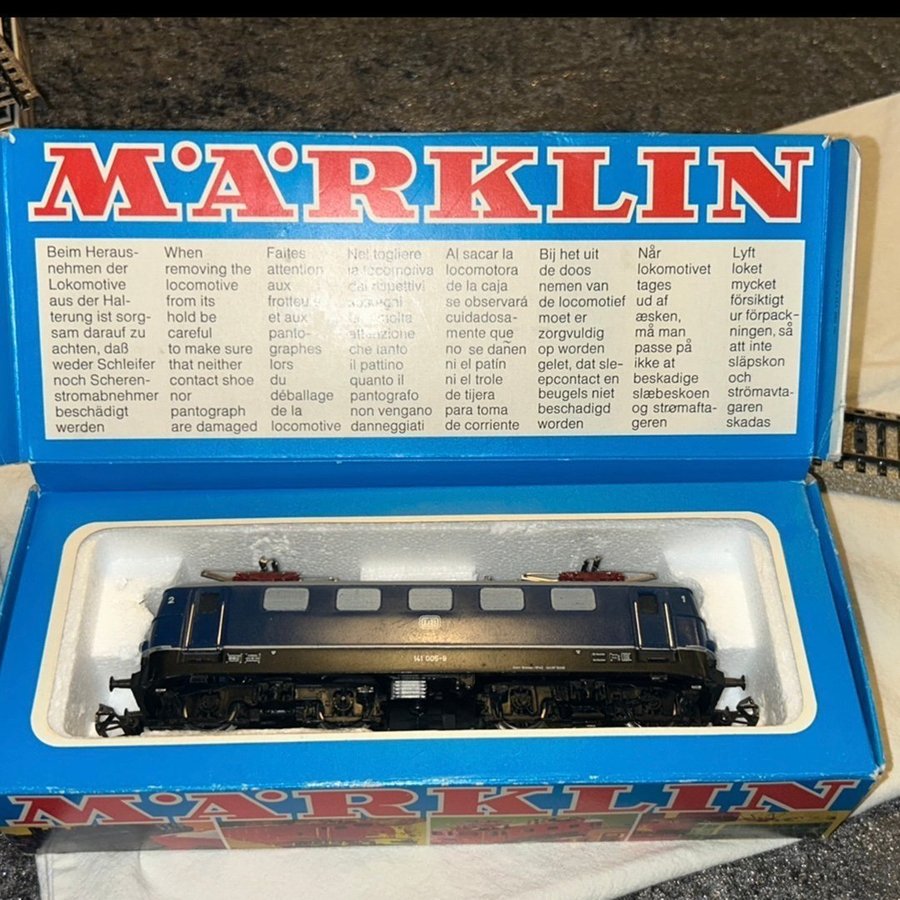 MÄRKLIN
Beim Heraus-
nehmen der
Lokomotive
aus der Hal-
terung ist sorg-
sam darauf zu
achten, daß
weder Schleifer
noch Scheren-
stromabnehmer
beschädigt
werden
When
removing the
locomotive
from its
hold be
careful
to make sure
that neither
contact shoe
nor
pantograph
are damaged
Faites
attention
aux
frotteurs
et aux
panto-
graphes
lors
du
déballage
de la
locomotive
Nel togliere
la locomotiva
dai rispettivi
sostegni
molta
attenzione
che tanto
il pattino
quanto il
pantografo
non vengano
danneggiati
Al sacar la
locomotora
de la caja
se observará
cuidadosa-
mente que
no se dañen
ni el patín
ni el trole
de tijera
para toma
de corriente
Bij het uit
de doos
nemen van
de locomotief
moet er
zorgvuldig
op worden
gelet, dat sle-
epcontact en
beugels niet
beschadigd
worden
Når
lokomotivet
tages
ud af
æsken,
må man
passe på
ikke at
beskadige
slæbeskoen
og strømafta-
geren
Lyft
loket
mycket
försiktigt
ur förpack-
ningen, så
att inte
släpskon
och
strömavta-
garen
skadas
2
1
DB
141 005-9
MÄRKLIN